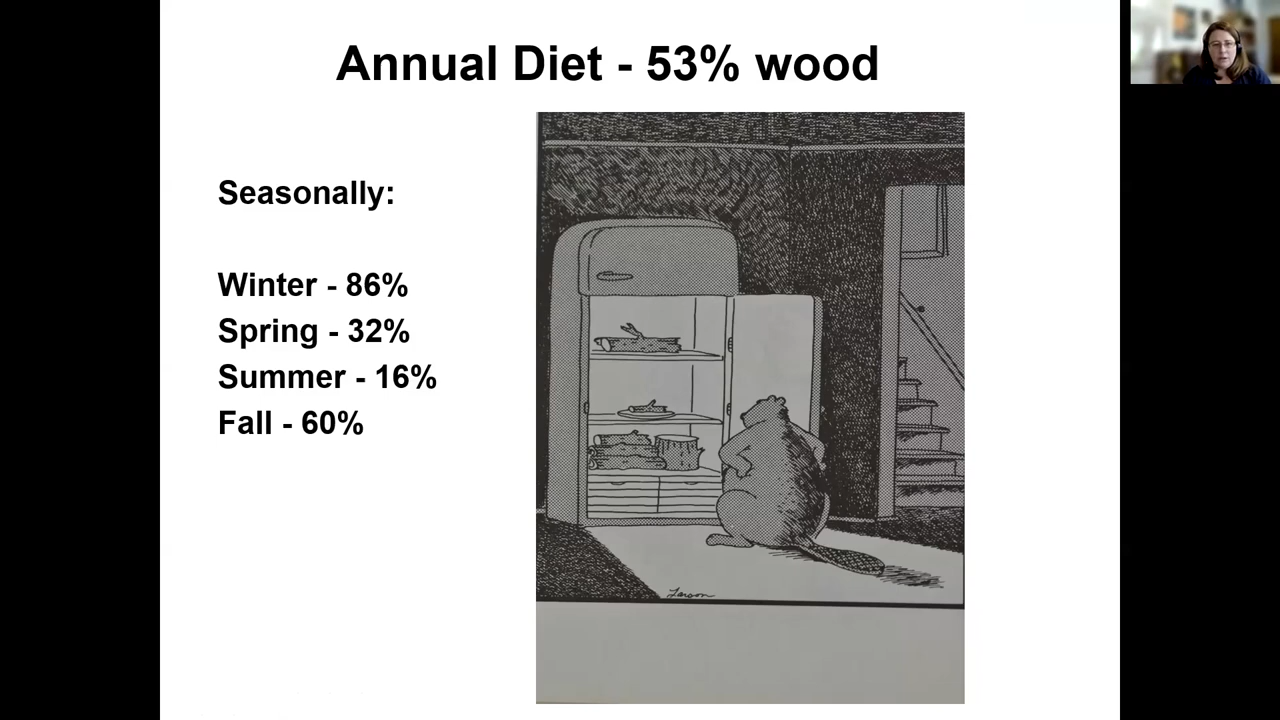 Annual Diet - 53% wood
Seasonally:
Winter - 86%
Spring - 32%
Summer - 16%
Fall - 60%
Larson